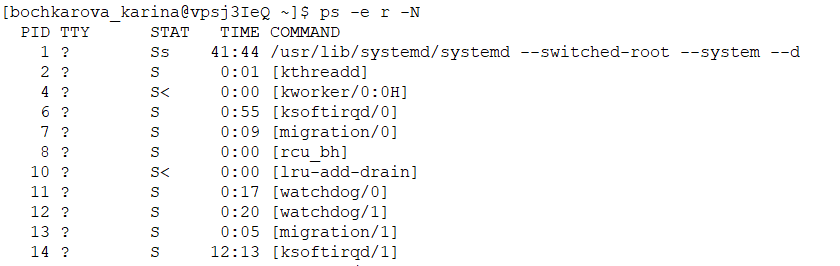 [bochkarova_karina@vpsj3IeQ ~]$ ps -e r -N
PID TTY STAT TIME COMMAND
1 ? Ss 41:44 /usr/lib/systemd/systemd --switched-root --system --d
2 ? S 0:01 [kthreadd]
4 ? S< 0:00 [kworker/0:0H]
6 ? S 0:55 [ksoftirqd/0]
7 ? S 0:09 [migration/0]
8 ? S 0:00 [rcu_bh]
10 ? S< 0:00 [lru-add-drain]
11 ? S 0:17 [watchdog/0]
12 ? S 0:20 [watchdog/1]
13 ? S 0:05 [migration/1]
14 ? S 12:13 [ksoftirqd/1]